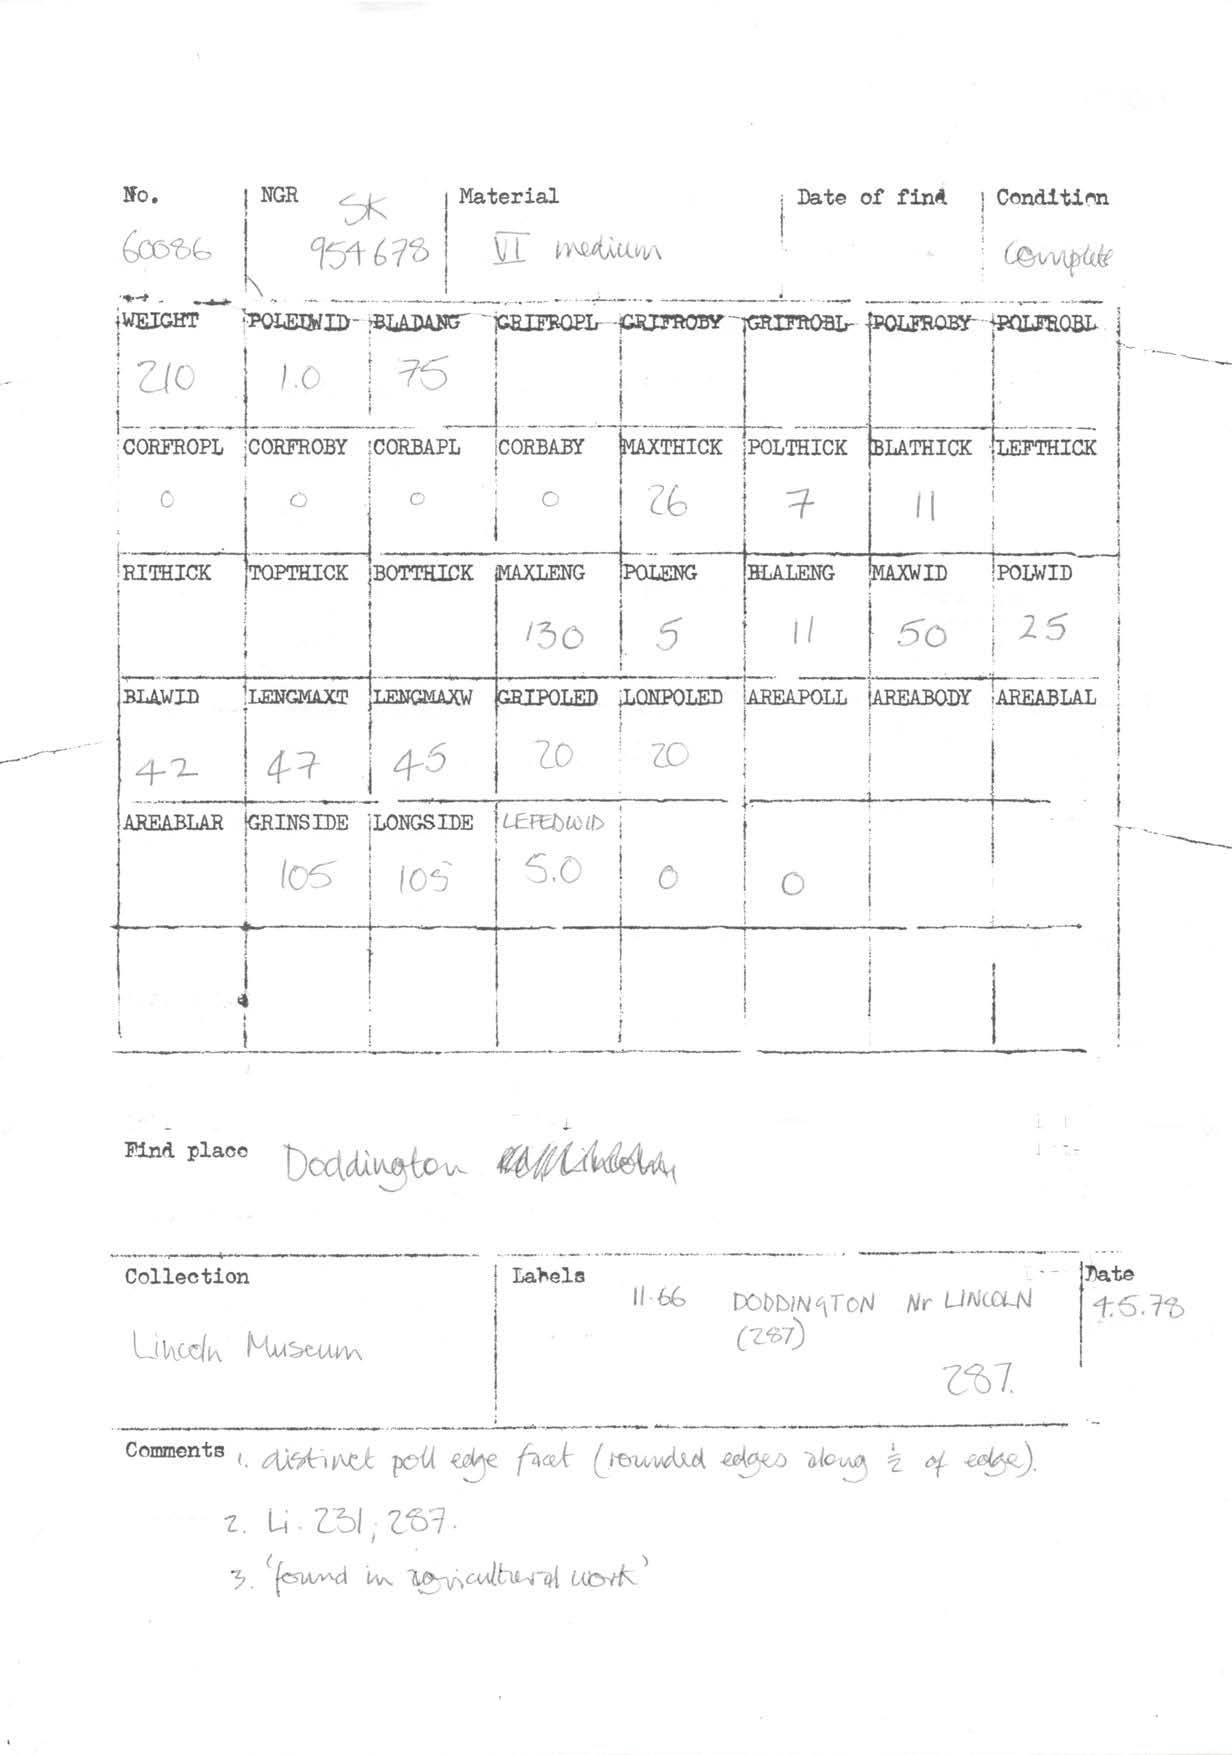 No. NGR SK Material Date of find Condition
60086 954678 VI medium complete
WEIGHT POLEDWID BLADANG GRIFROPL GRIFROBY GRIFROBL POLFROBY POLFROBL
210 1.0 75
CORFROPL CORFROBY CORBAPL CORBABY MAXTHICK POLTHICK BLATHICK LEFTHICK
0 0 0 0 26 7 11
RITHICK TOPTHICK BOTTHICK MAXLENG POLENG BLALENG MAXWID POLWID
130 5 11 50 25
BLAWID LENGMAXT LENGMAXW GRIPOLED LONPOLED AREAPOLL AREABODY AREABLAL
42 47 45 20 20
AREABLAR GRINSIDE LONGSIDE LEFEDWID
105 105 5.0 0 0
Find place Doddington
Collection Labels Date
11.66 DODDINGTON Nr LINCOLN 4.5.78
(287)
Lincoln Museum
287.
Comments 1. distinct poll edge facet (rounded edges along ½ of edge).
2. Li. 231, 287.
3. 'found in agricultural work'